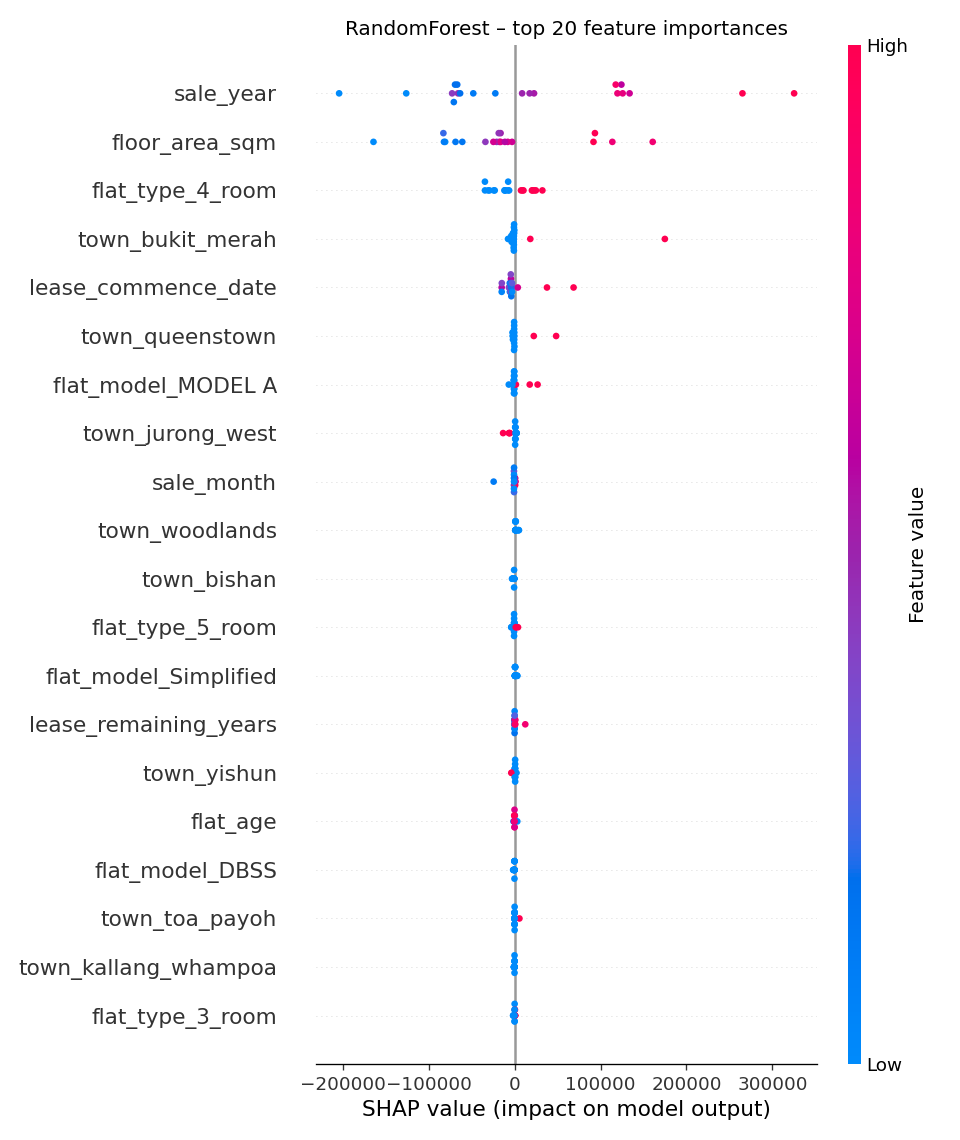 RandomForest – top 20 feature importances
High
sale_year
floor_area_sqm
flat_type_4_room
town_bukit_merah
lease_commence_date
town_queenstown
flat_model_MODEL A
town_jurong_west
sale_month
town_woodlands
town_bishan
flat_type_5_room
flat_model_Simplified
lease_remaining_years
town_yishun
flat_age
flat_model_DBSS
town_toa_payoh
town_kallang_whampoa
flat_type_3_room
Feature value
Low
−200000 −100000 0 100000 200000 300000
SHAP value (impact on model output)